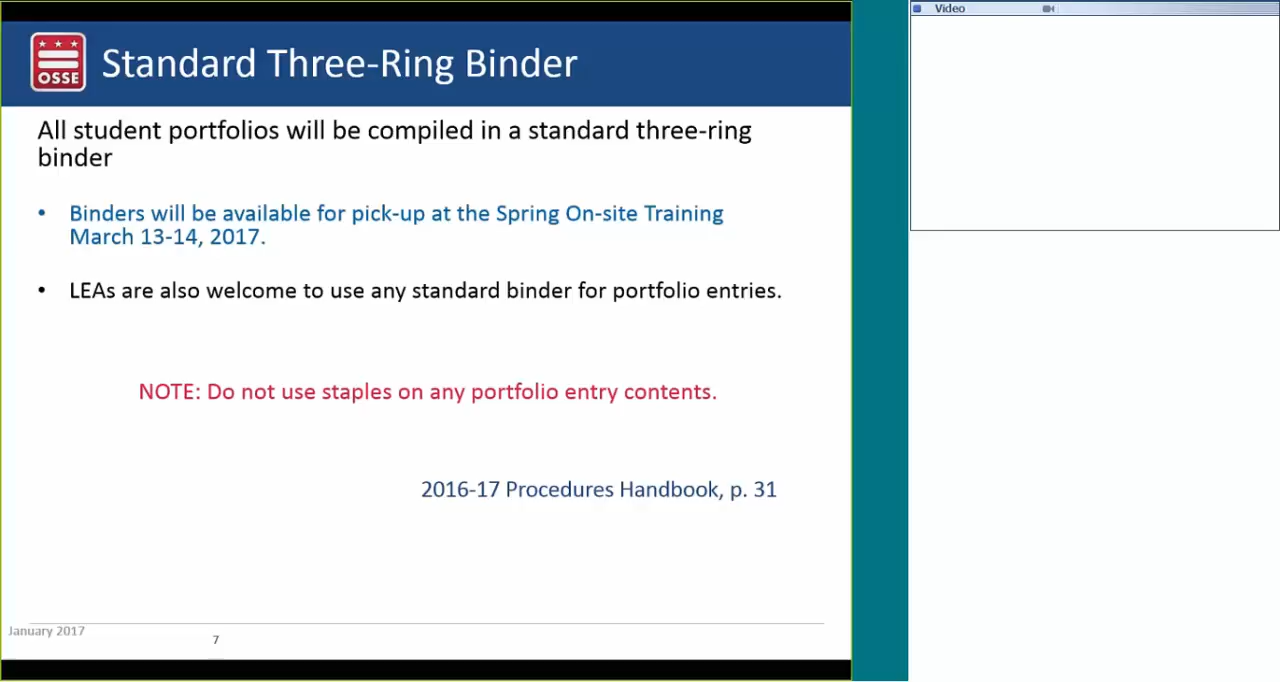 OSSE
Standard Three-Ring Binder
All student portfolios will be compiled in a standard three-ring
binder
• Binders will be available for pick-up at the Spring On-site Training
March 13-14, 2017.
• LEAs are also welcome to use any standard binder for portfolio entries.
NOTE: Do not use staples on any portfolio entry contents.
2016-17 Procedures Handbook, p. 31
January 2017
7
Video